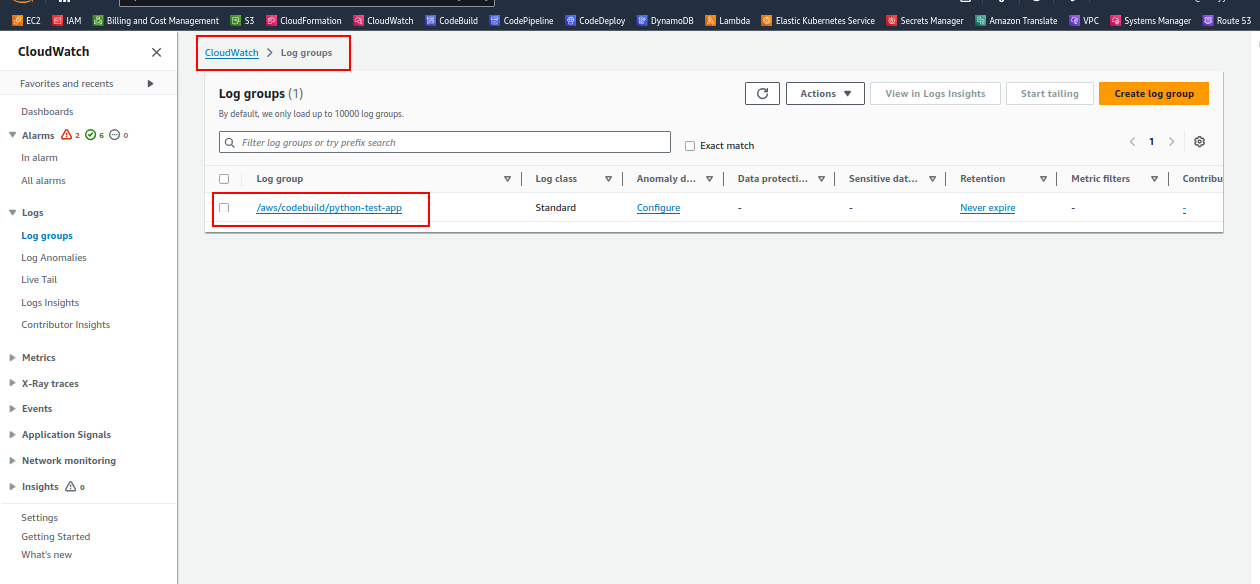 EC2 IAM Billing and Cost Management S3 CloudFormation CloudWatch CodeBuild CodePipeline CodeDeploy DynamoDB Lambda Elastic Kubernetes Service Secrets Manager Amazon Translate VPC Systems Manager Route 53
CloudWatch
Favorites and recents
Dashboards
Alarms 2 6 0
In alarm
All alarms
Logs
Log groups
Log Anomalies
Live Tail
Logs Insights
Contributor Insights
Metrics
X-Ray traces
Events
Application Signals
Network monitoring
Insights 0
Settings
Getting Started
What's new
CloudWatch > Log groups
Log groups (1)
By default, we only load up to 10000 log groups.
Actions View in Logs Insights Start tailing Create log group
Filter log groups or try prefix search Exact match 1
Log group Log class Anomaly d... Data protecti... Sensitive dat... Retention Metric filters Contribu
/aws/codebuild/python-test-app Standard Configure - - Never expire - -